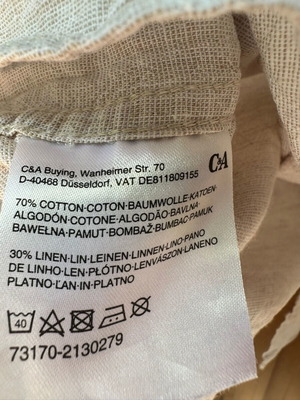 C&A Buying, Wanheimer Str. 70
D-40468 Düsseldorf, VAT DE811809155
C&A
70% COTTON-COTON-BAUMWOLLE-KATOEN-
ALGODÓN-COTONE-ALGODÃO-BAVLNA-
BAWEŁNA-PAMUT-BOMBAŽ-BUMBAC-PAMUK
30% LINEN-LIN-LEINEN-LINNEN-LINO-PANO
DE LINHO-LEN-PŁÓTNO-LENVÁSZON-LANENO
PLATNO-ĽAN-IN-PLATNO
40
73170-2130279